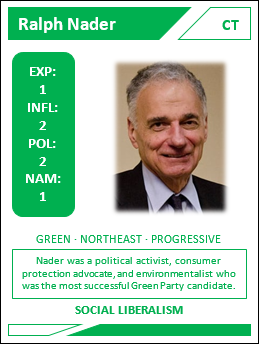 Ralph Nader
CT
EXP:
1
INFL:
2
POL:
2
NAM:
1
GREEN · NORTHEAST · PROGRESSIVE
Nader was a political activist, consumer
protection advocate, and environmentalist who
was the most successful Green Party candidate.
SOCIAL LIBERALISM